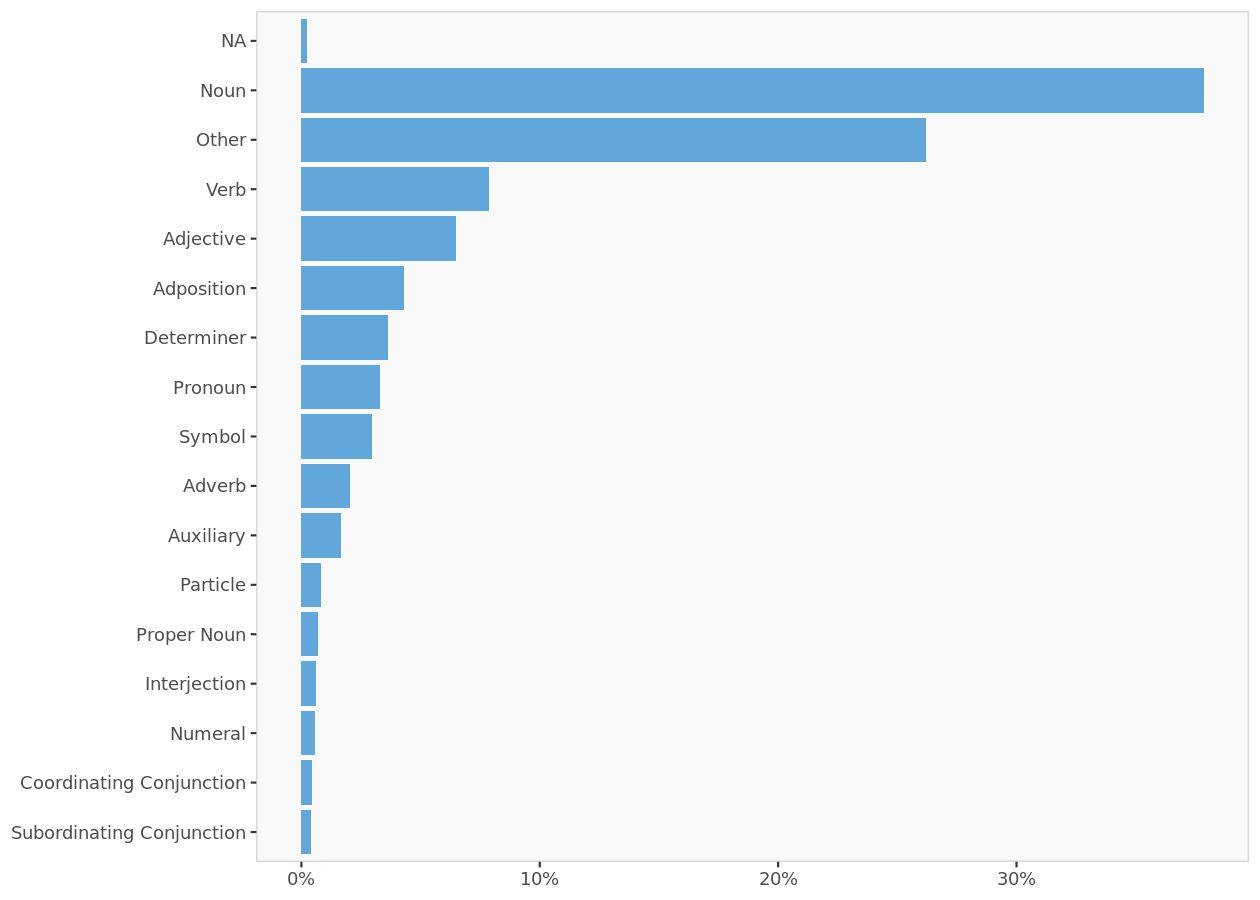 NA
Noun
Other
Verb
Adjective
Adposition
Determiner
Pronoun
Symbol
Adverb
Auxiliary
Particle
Proper Noun
Interjection
Numeral
Coordinating Conjunction
Subordinating Conjunction
0% 10% 20% 30%